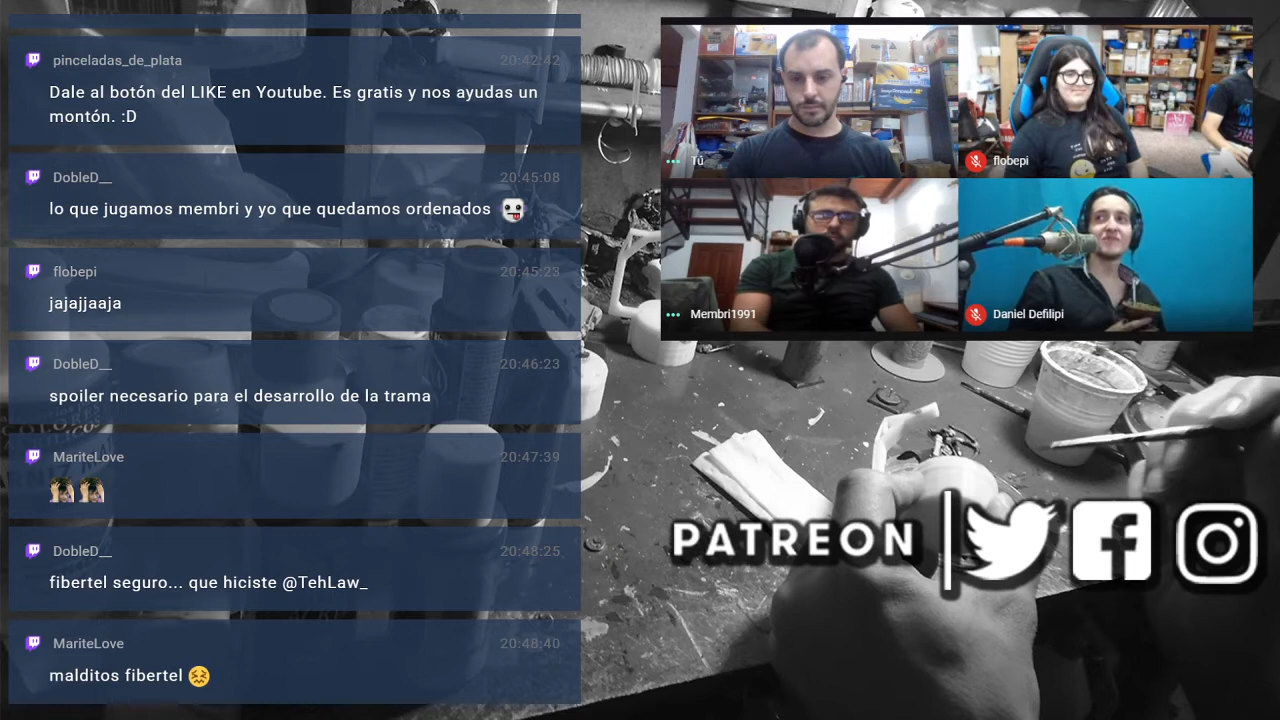 pinceladas_de_plata 20:42:42
Dale al botón del LIKE en Youtube. Es gratis y nos ayudas un
montón. :D
DobleD__ 20:45:08
lo que jugamos membri y yo que quedamos ordenados
flobepi 20:45:23
jajajjaaja
DobleD__ 20:46:23
spoiler necesario para el desarrollo de la trama
MariteLove 20:47:39
DobleD__ 20:48:25
fibertel seguro... que hiciste @TehLaw_
MariteLove 20:48:40
malditos fibertel
Tú
flobepi
Membri1991
Daniel Defilipi
PATREON